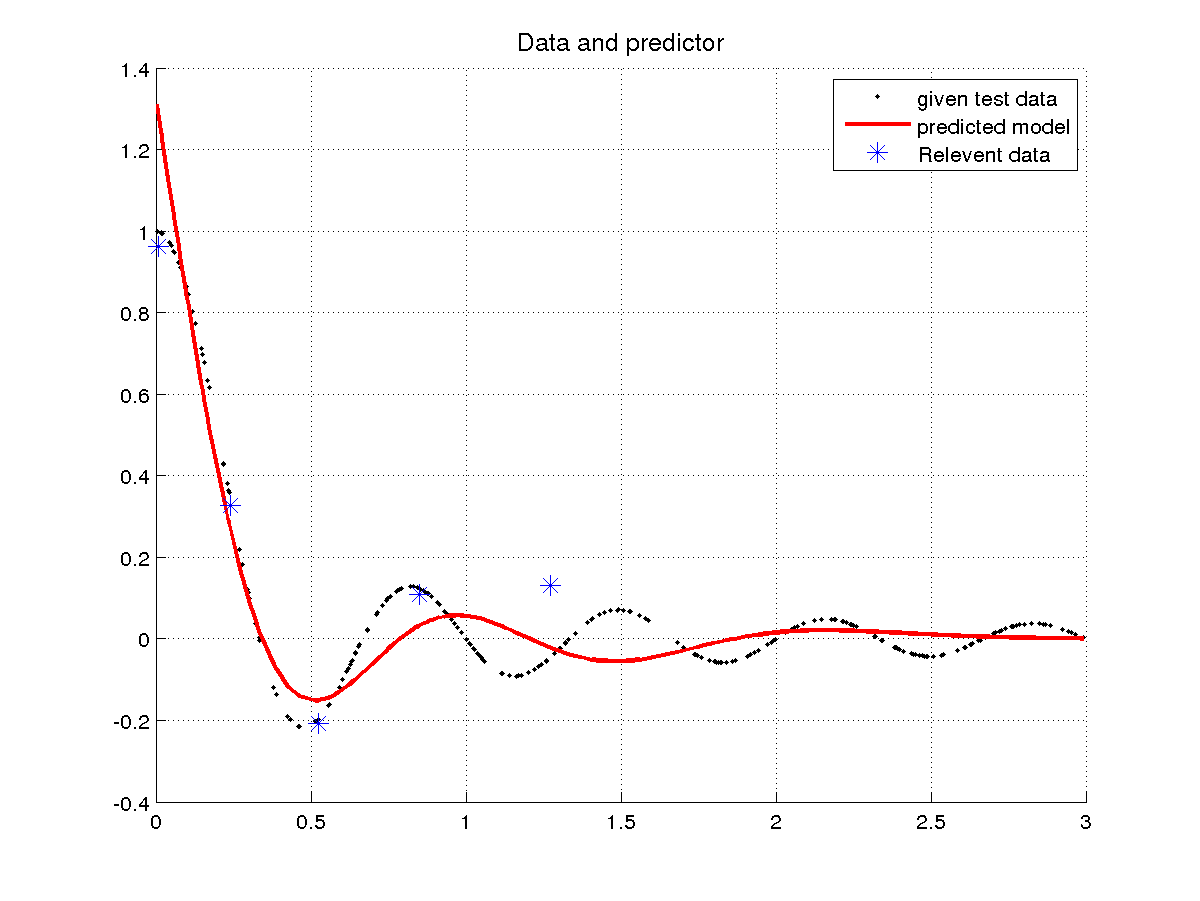 Data and predictor
given test data
predicted model
Relevent data
1.4
1.2
1
0.8
0.6
0.4
0.2
0
-0.2
-0.4
0 0.5 1 1.5 2 2.5 3